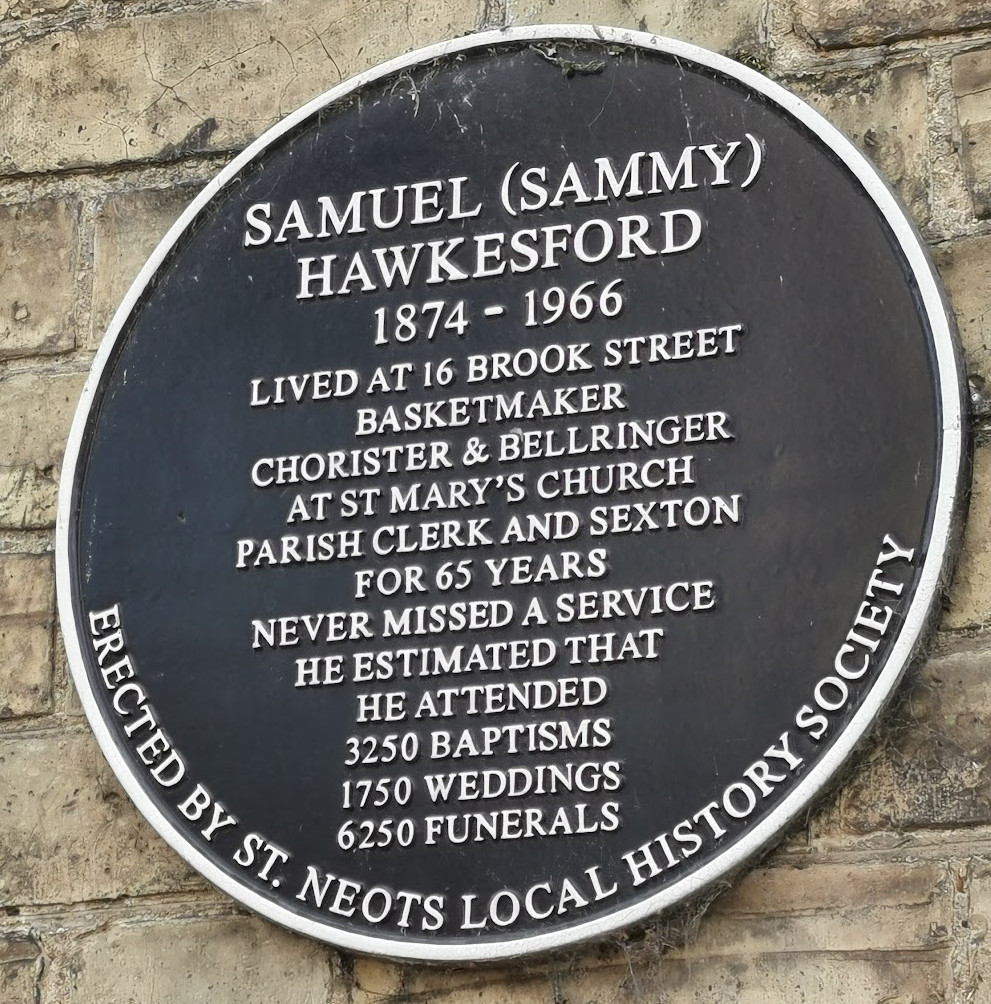 SAMUEL (SAMMY)
HAWKESFORD
1874 - 1966
LIVED AT 16 BROOK STREET
BASKETMAKER
CHORISTER & BELLRINGER
AT ST MARY'S CHURCH
PARISH CLERK AND SEXTON
FOR 65 YEARS
NEVER MISSED A SERVICE
HE ESTIMATED THAT
HE ATTENDED
3250 BAPTISMS
1750 WEDDINGS
6250 FUNERALS
ERECTED BY ST. NEOTS LOCAL HISTORY SOCIETY